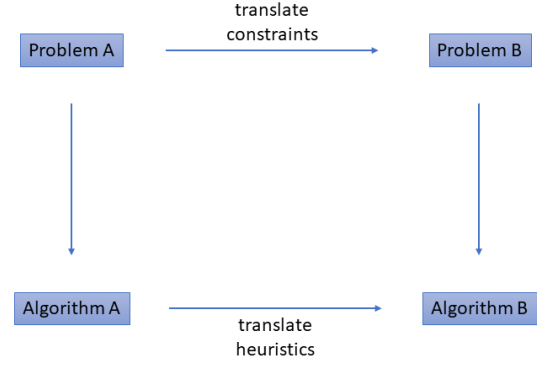 translate
constraints
Problem A
Problem B
Algorithm A
Algorithm B
translate
heuristics